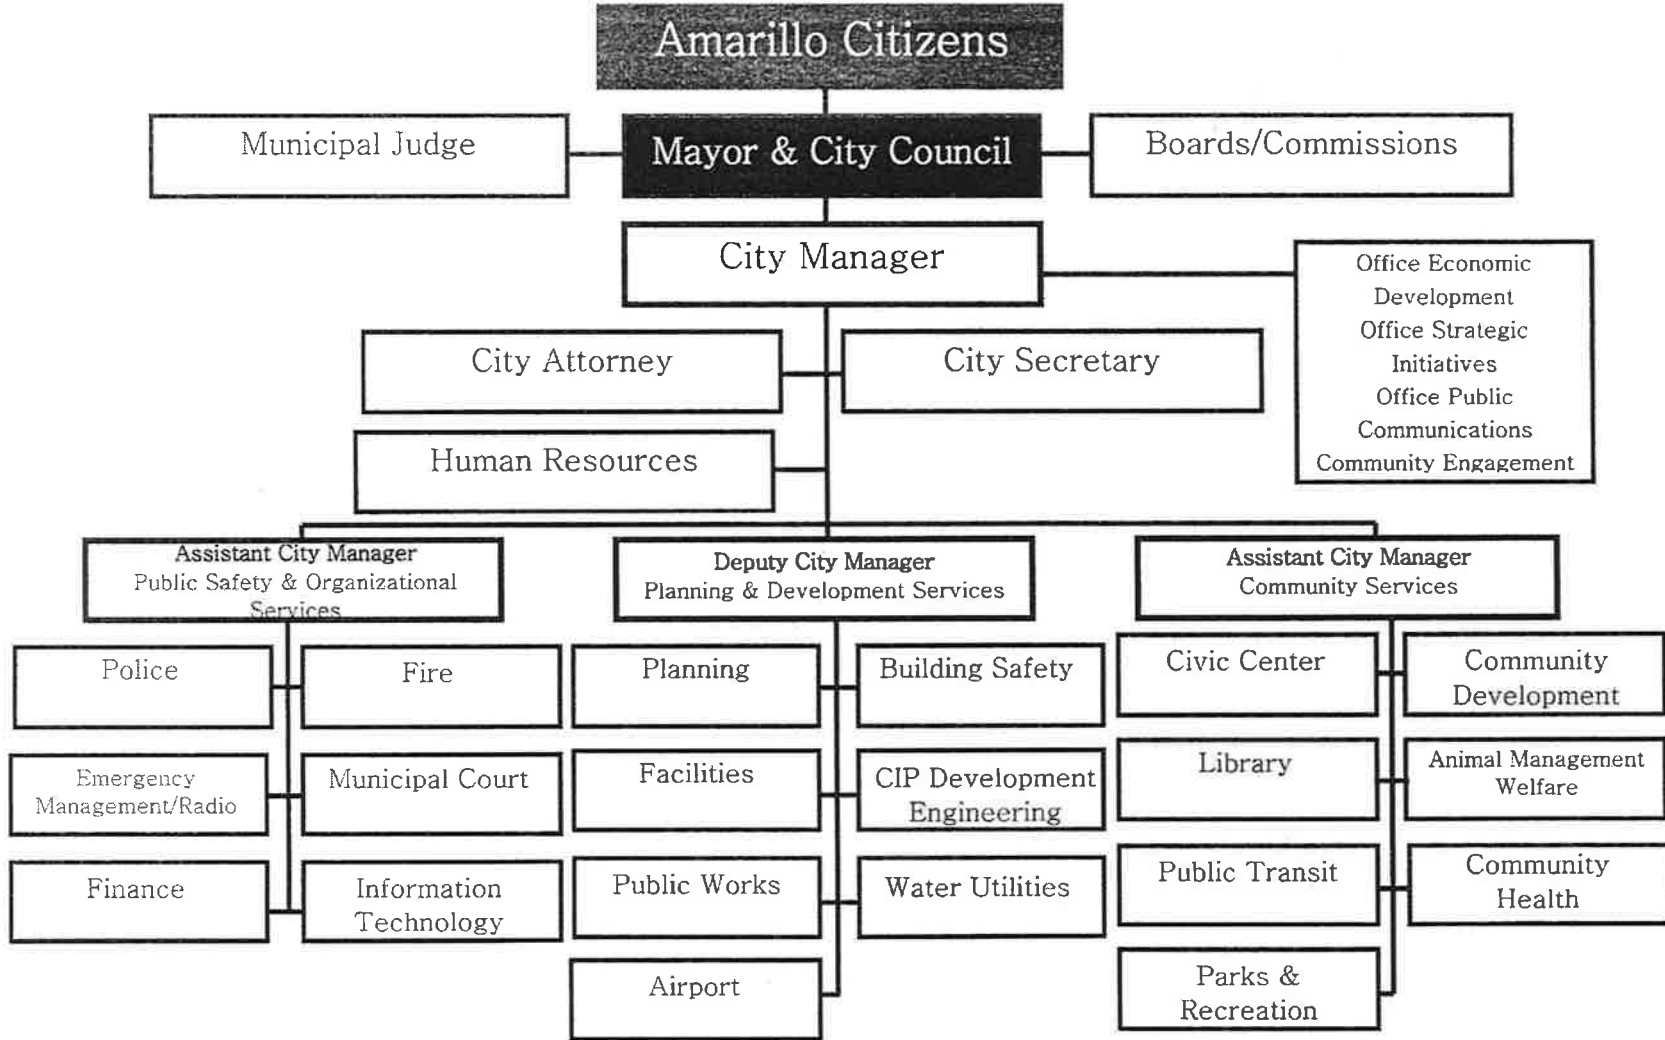 Amarillo Citizens
Municipal Judge
Mayor & City Council
Boards/Commissions
City Manager
Office Economic
Development
Office Strategic
Initiatives
Office Public
Communications
Community Engagement
City Attorney
City Secretary
Human Resources
Assistant City Manager
Public Safety & Organizational
Services
Deputy City Manager
Planning & Development Services
Assistant City Manager
Community Services
Police
Fire
Emergency
Management/Radio
Municipal Court
Finance
Information
Technology
Planning
Building Safety
Facilities
CIP Development
Engineering
Public Works
Water Utilities
Airport
Civic Center
Community
Development
Library
Animal Management
Welfare
Public Transit
Community
Health
Parks &
Recreation